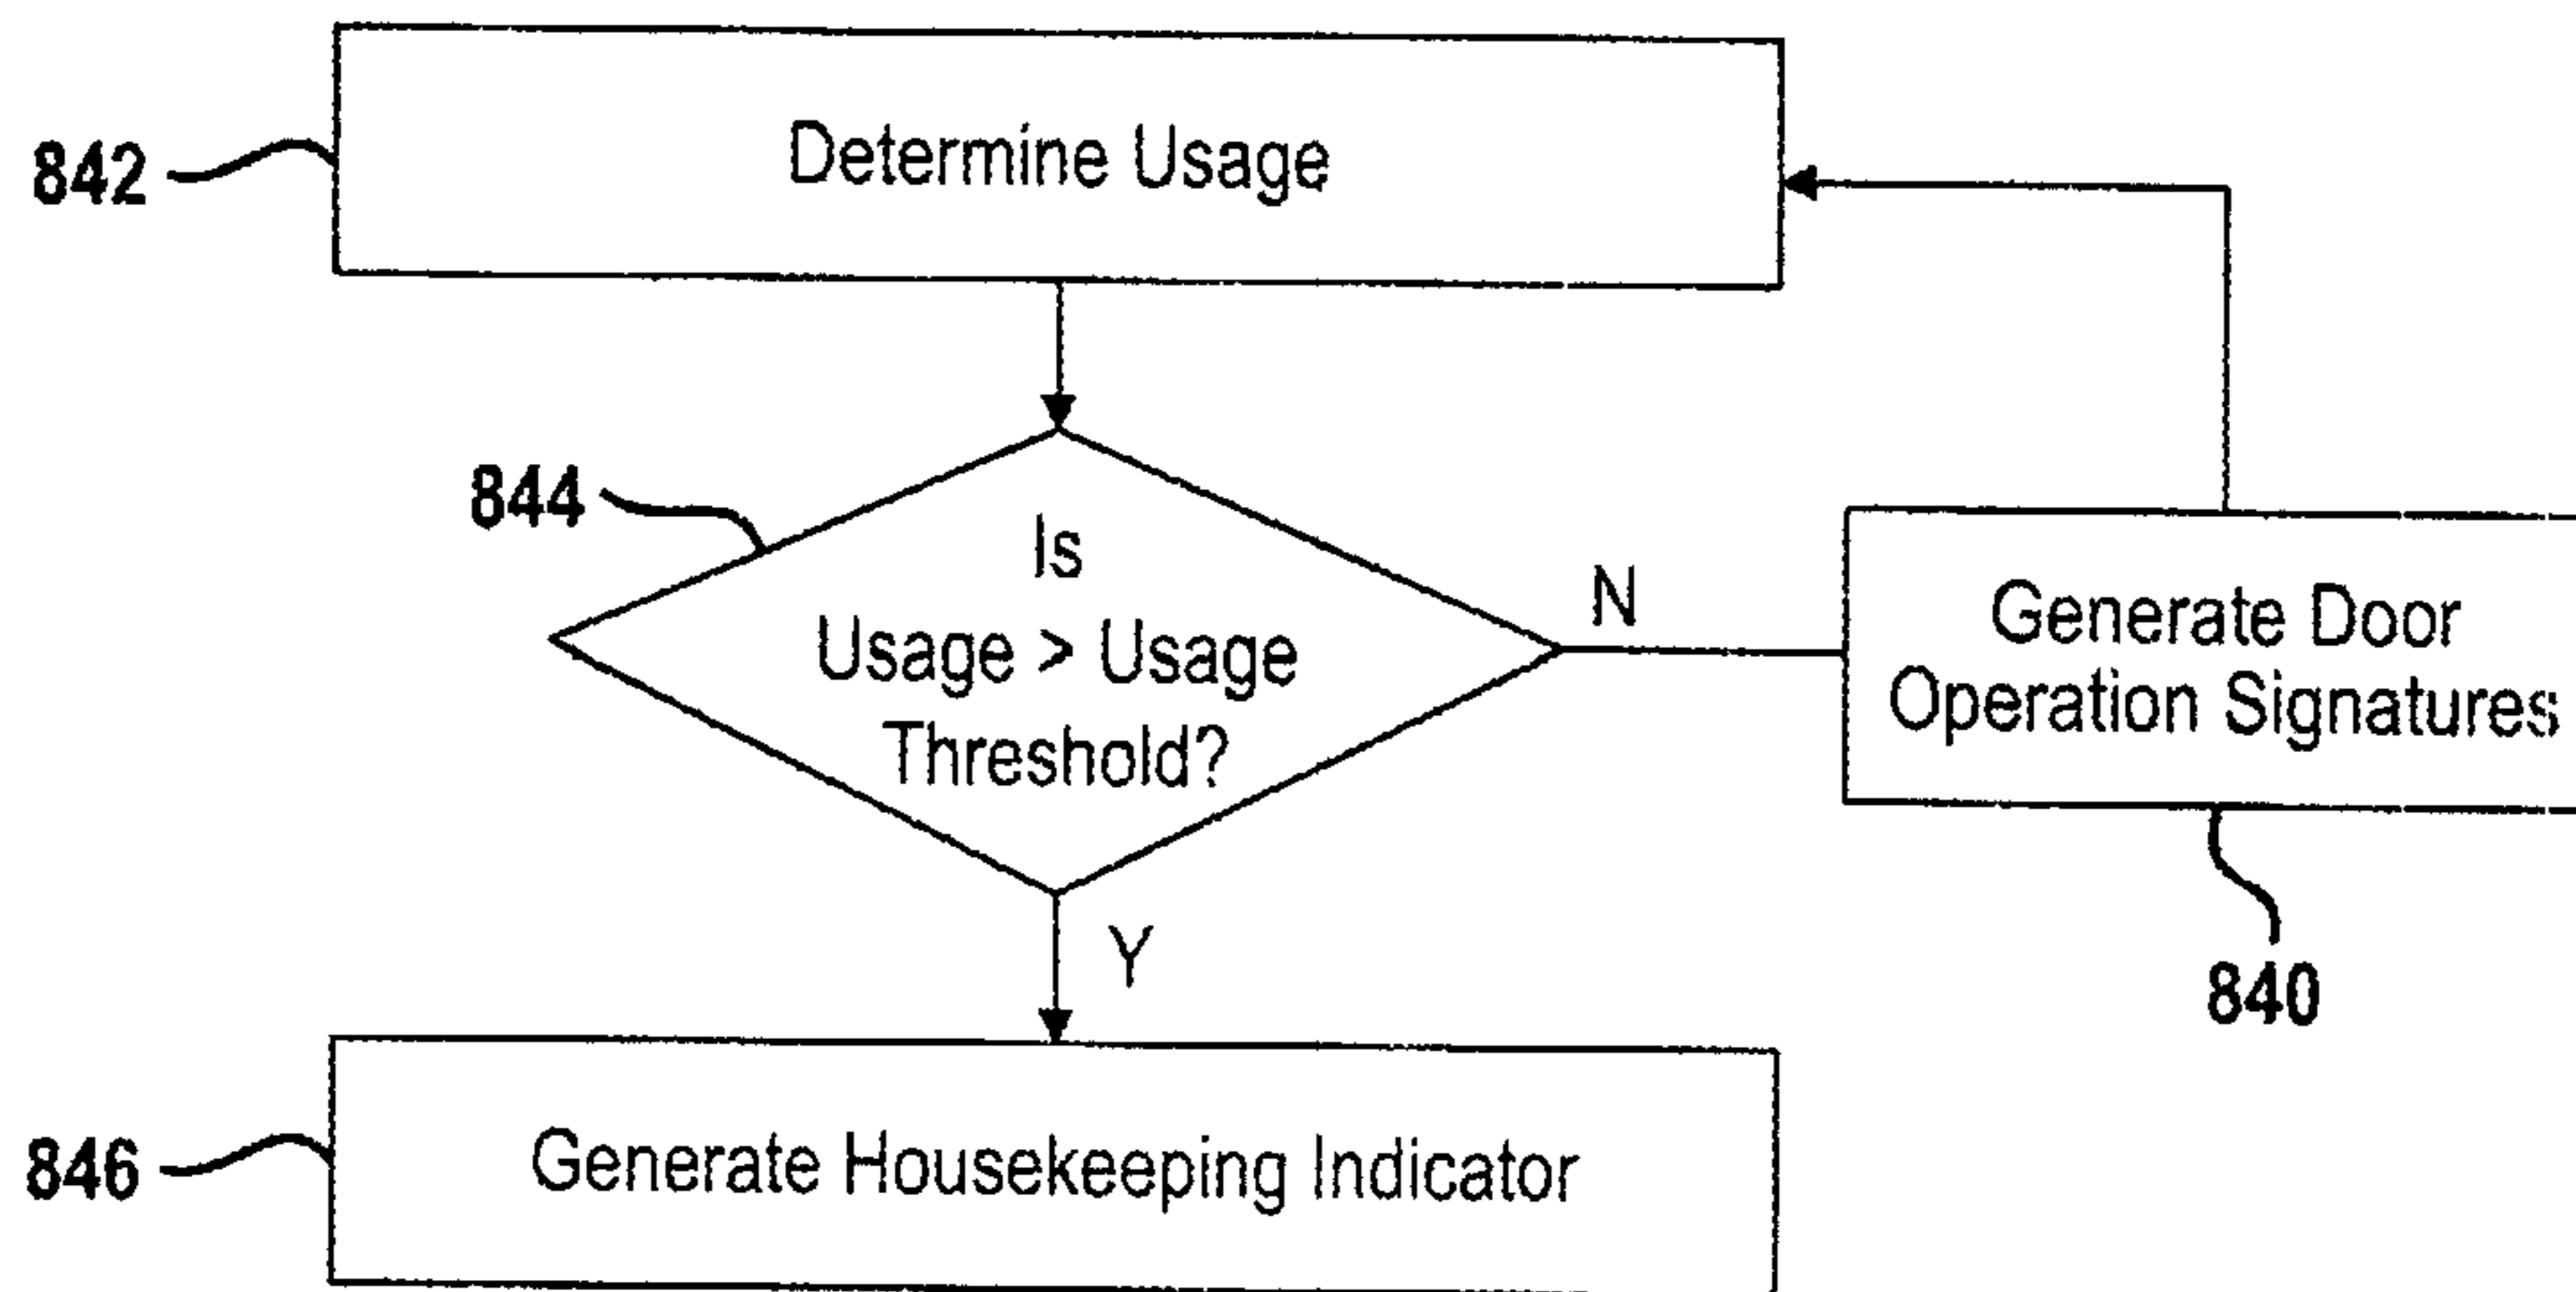 842
Determine Usage
844
Is
Usage > Usage
Threshold?
N
Generate Door
Operation Signatures
840
Y
846
Generate Housekeeping Indicator